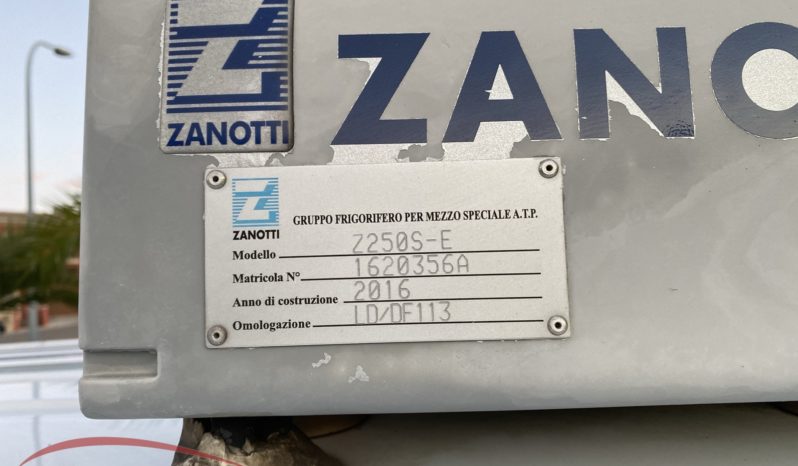 ZANOTTI
ZANO
ZANOTTI
GRUPPO FRIGORIFERO PER MEZZO SPECIALE A.T.P.
Modello Z250S-E
Matricola N° 1620356A
Anno di costruzione 2016
Omologazione LD/DF113